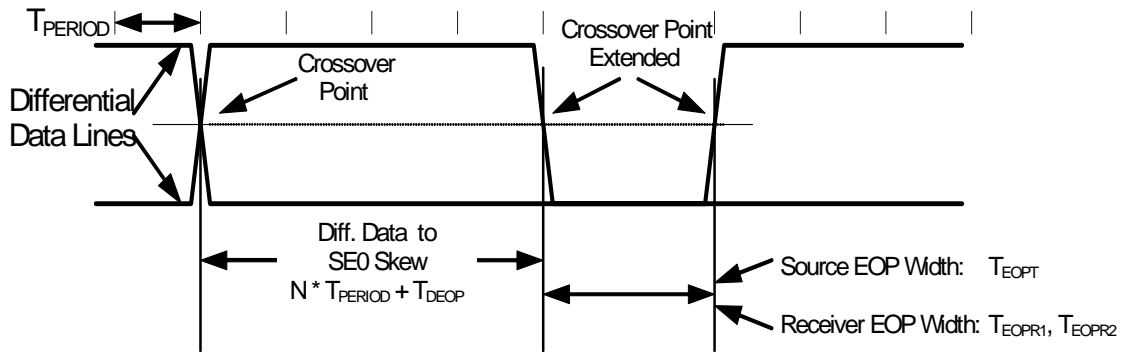 TPERIOD
Crossover
Point
Crossover Point
Extended
Differential
Data Lines
Diff. Data to
SE0 Skew
N * TPERIOD + TDEOP
Source EOP Width: TEOPT
Receiver EOP Width: TEOPR1, TEOPR2